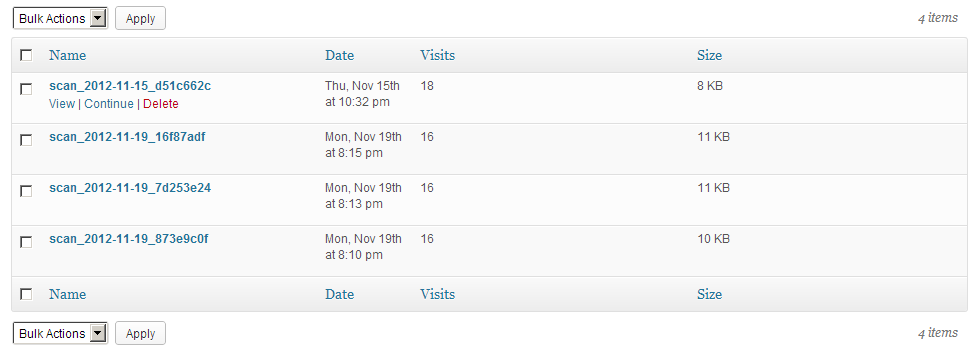 Bulk Actions Apply 4 items
Name Date Visits Size
scan_2012-11-15_d51c662c Thu, Nov 15th 18 8 KB
View | Continue | Delete at 10:32 pm
scan_2012-11-19_16f87adf Mon, Nov 19th 16 11 KB
at 8:15 pm
scan_2012-11-19_7d253e24 Mon, Nov 19th 16 11 KB
at 8:13 pm
scan_2012-11-19_873e9c0f Mon, Nov 19th 16 10 KB
at 8:10 pm
Name Date Visits Size
Bulk Actions Apply 4 items